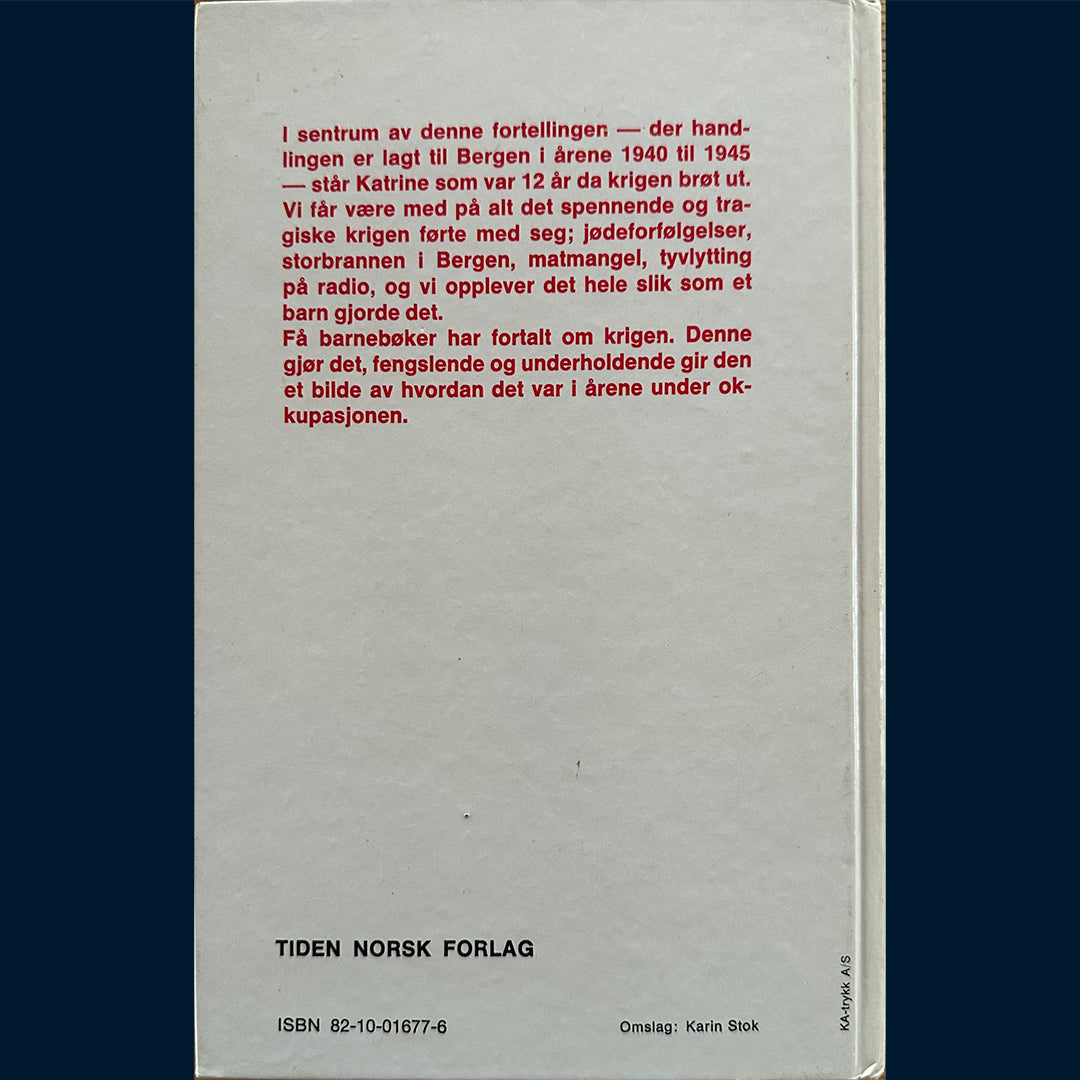 I sentrum av denne fortellingen — der hand-
lingen er lagt til Bergen i årene 1940 til 1945
— står Katrine som var 12 år da krigen brøt ut.
Vi får være med på alt det spennende og tra-
giske krigen førte med seg; jødeforfølgelser,
storbrannen i Bergen, matmangel, tyvlytting
på radio, og vi opplever det hele slik som et
barn gjorde det.
Få barnebøker har fortalt om krigen. Denne
gjør det, fengslende og underholdende gir den
et bilde av hvordan det var i årene under ok-
kupasjonen.
TIDEN NORSK FORLAG
ISBN 82-10-01677-6
Omslag: Karin Stok
KA-trykk A/S